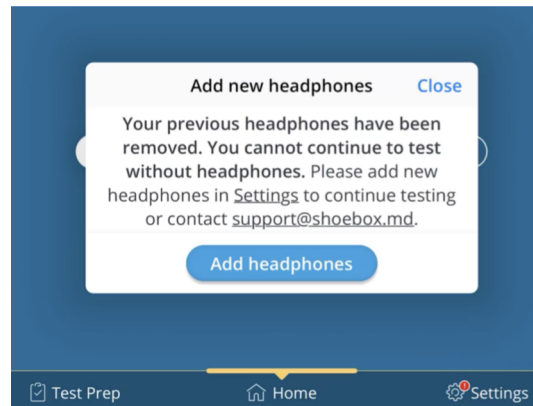 Add new headphones Close
Your previous headphones have been
removed. You cannot continue to test
without headphones. Please add new
headphones in Settings to continue testing
or contact support@shoebox.md.
Add headphones
Test Prep Home Settings